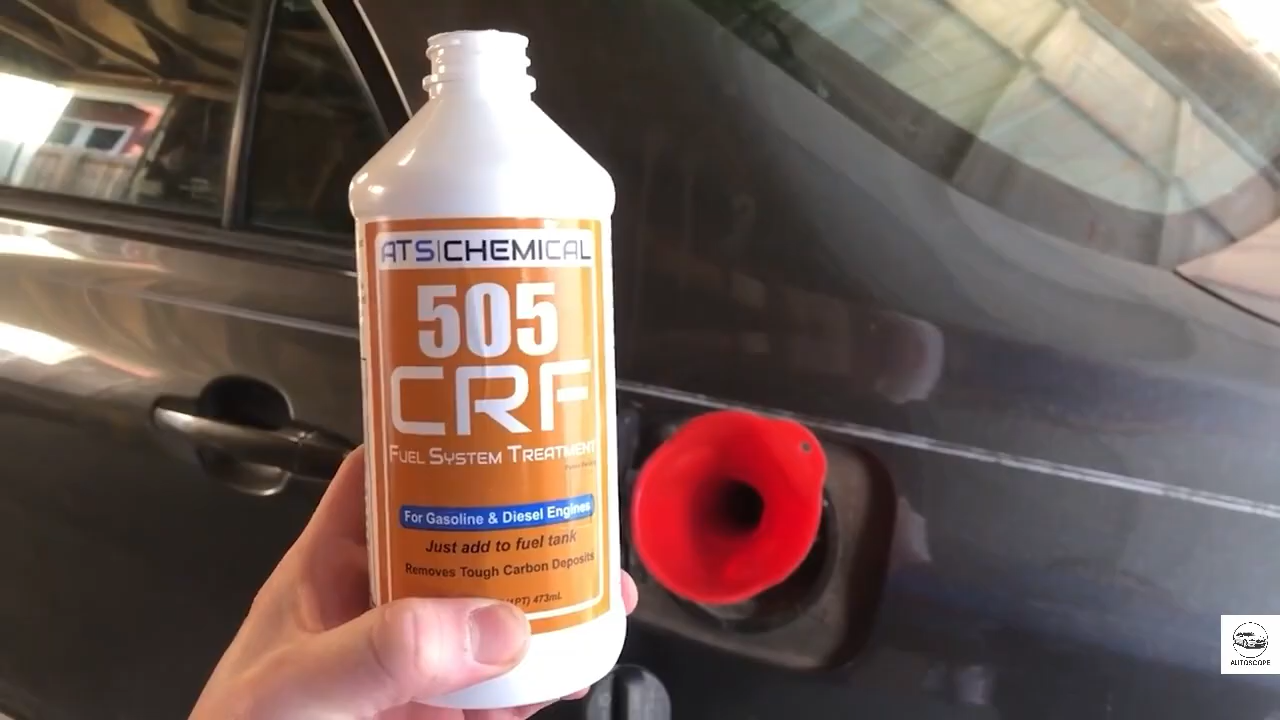 ATS|CHEMICAL
505
CRF
FUEL SYSTEM TREATMENT
For Gasoline & Diesel Engines
Just add to fuel tank
Removes Tough Carbon Deposits
(1PT) 473mL
AUTOSCOPE